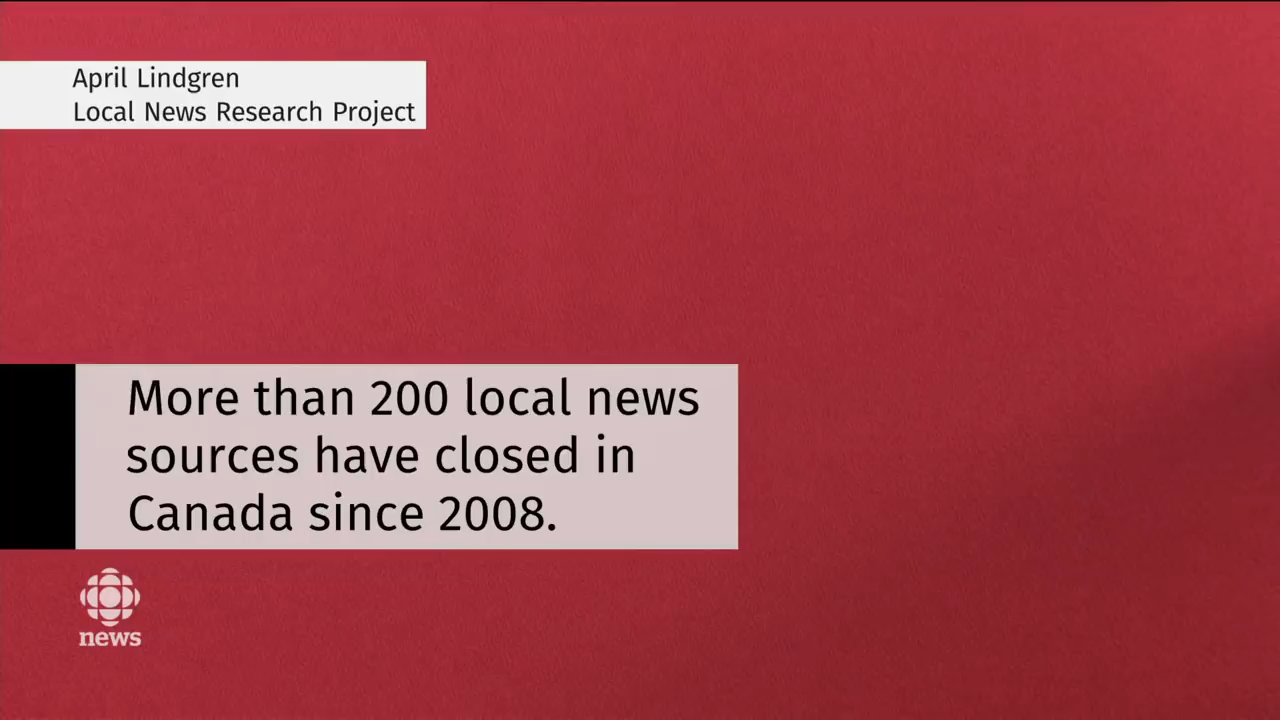 April Lindgren
Local News Research Project
More than 200 local news
sources have closed in
Canada since 2008.
news